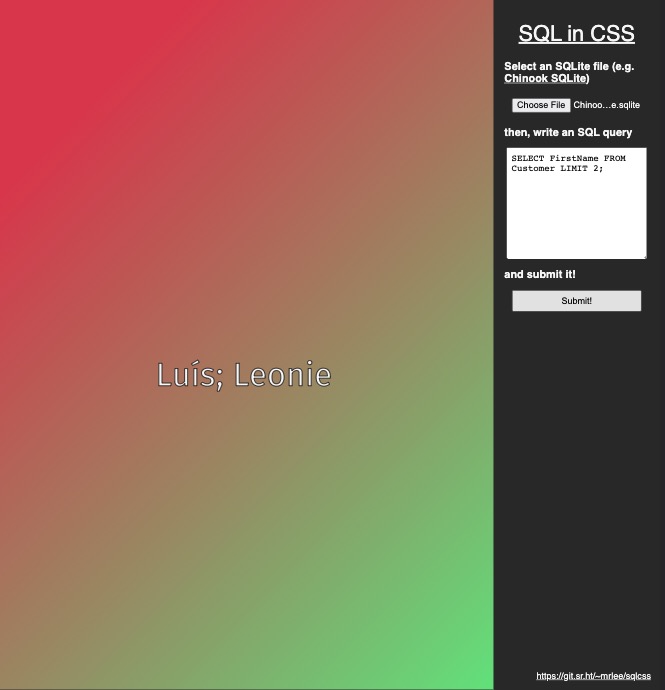 SQL in CSS
Select an SQLite file (e.g.
Chinook SQLite)
Choose File Chinoo…e.sqlite
then, write an SQL query
SELECT FirstName FROM
Customer LIMIT 2;
and submit it!
Submit!
Luís; Leonie
https://git.sr.ht/~mrlee/sqlcss